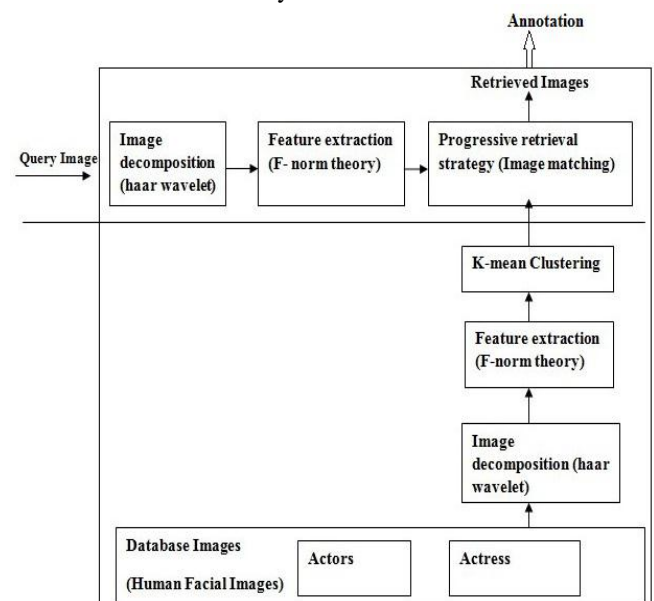 Annotation
Retrieved Images
Query Image
Image
decomposition
(haar wavelet)
Feature extraction
(F- norm theory)
Progressive retrieval
strategy (Image matching)
K-mean Clustering
Feature extraction
(F-norm theory)
Image
decomposition (haar
wavelet)
Database Images
(Human Facial Images)
Actors
Actress